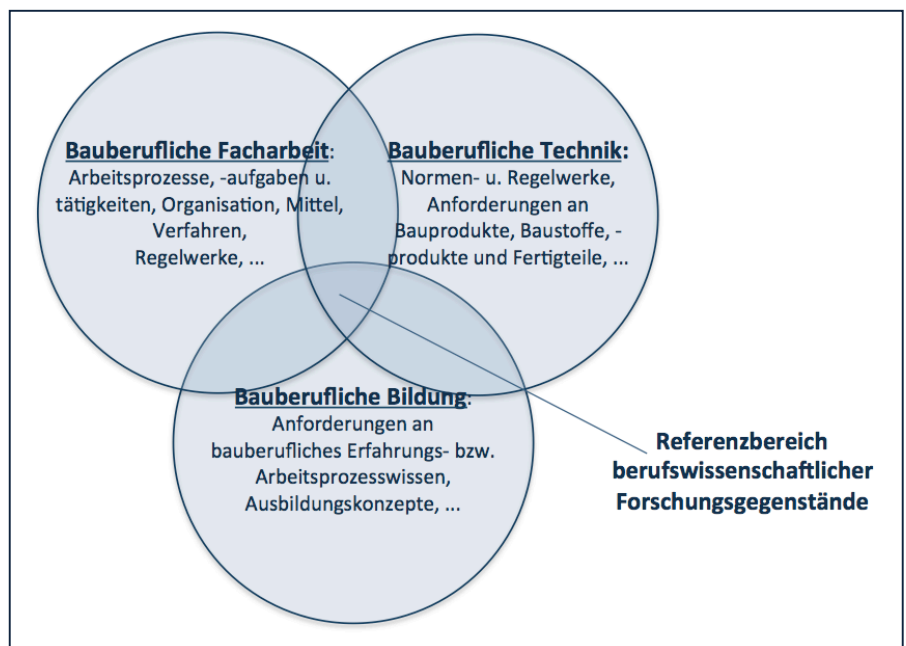 Bauberufliche Facharbeit:
Arbeitsprozesse, -aufgaben u.
tätigkeiten, Organisation, Mittel,
Verfahren,
Regelwerke, ...
Bauberufliche Technik:
Normen- u. Regelwerke,
Anforderungen an
Bauprodukte, Baustoffe, -
produkte und Fertigteile, ...
Bauberufliche Bildung:
Anforderungen an
bauberufliches Erfahrungs- bzw.
Arbeitsprozesswissen,
Ausbildungskonzepte, ...
Referenzbereich
berufswissenschaftlicher
Forschungsgegenstände